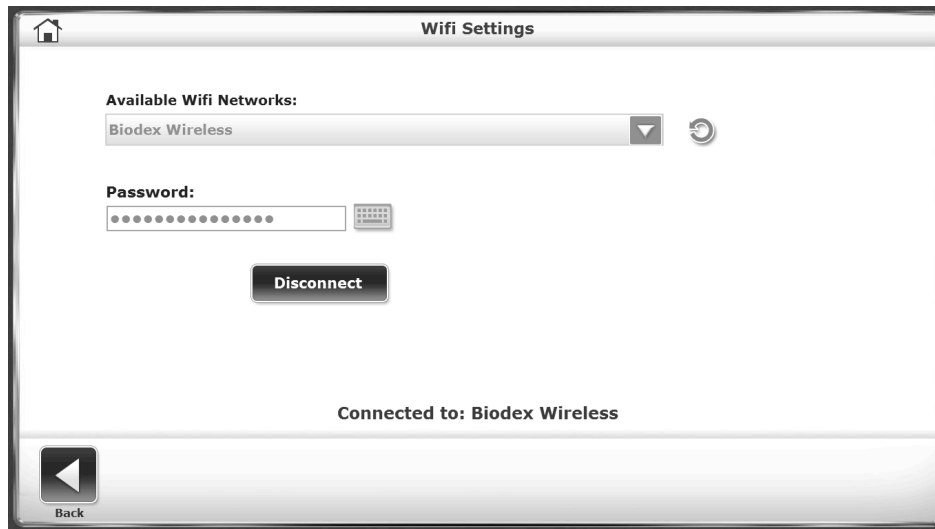 Wifi Settings
Available Wifi Networks:
Biodex Wireless
Password:
●●●●●●●●●●●●●●●
Disconnect
Connected to: Biodex Wireless
Back